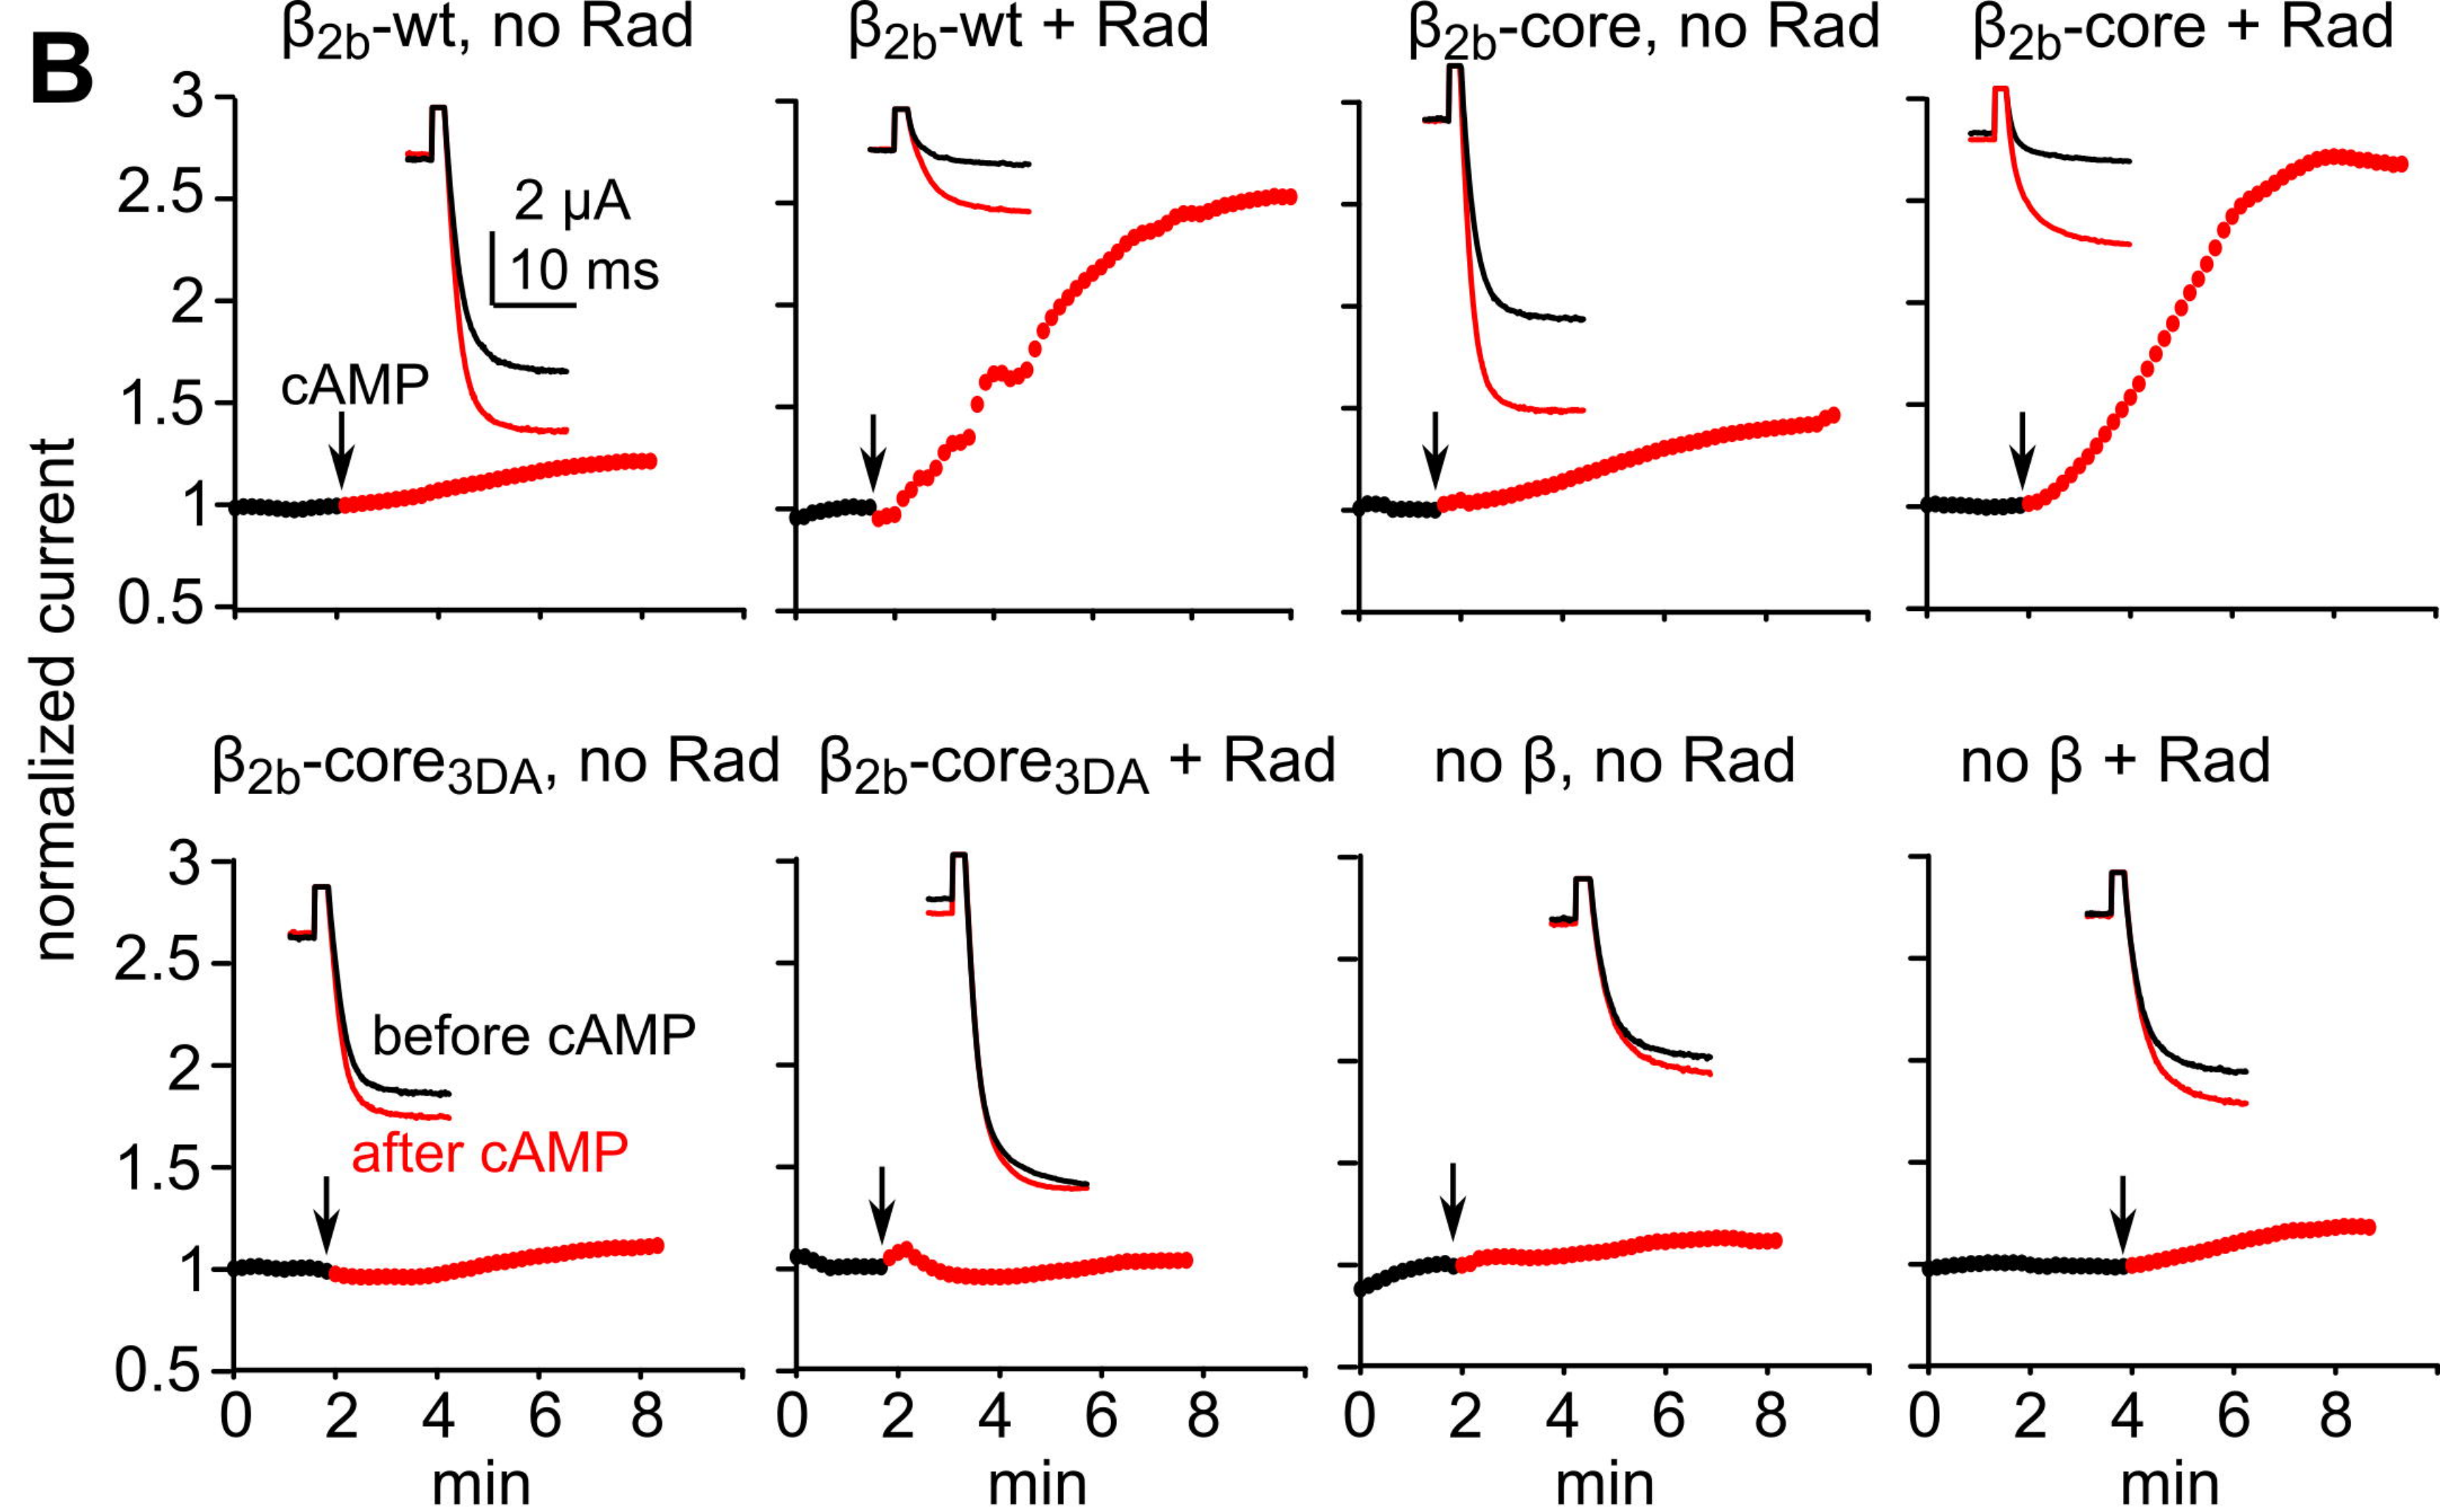 B
β2b-wt, no Rad
β2b-wt + Rad
β2b-core, no Rad
β2b-core + Rad
normalized current
3
2.5
2
1.5
1
0.5
2 µA
10 ms
cAMP
β2b-core3DA, no Rad
β2b-core3DA + Rad
no β, no Rad
no β + Rad
3
2.5
2
1.5
1
0.5
before cAMP
after cAMP
0 2 4 6 8
0 2 4 6 8
0 2 4 6 8
0 2 4 6 8
min
min
min
min